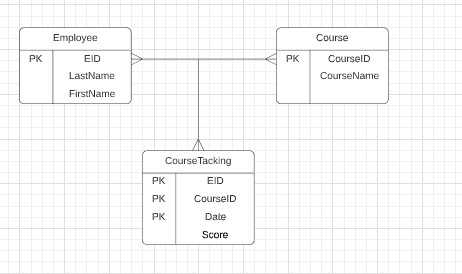 Employee
PK EID
LastName
FirstName
Course
PK CourseID
CourseName
CourseTacking
PK EID
PK CourseID
PK Date
Score